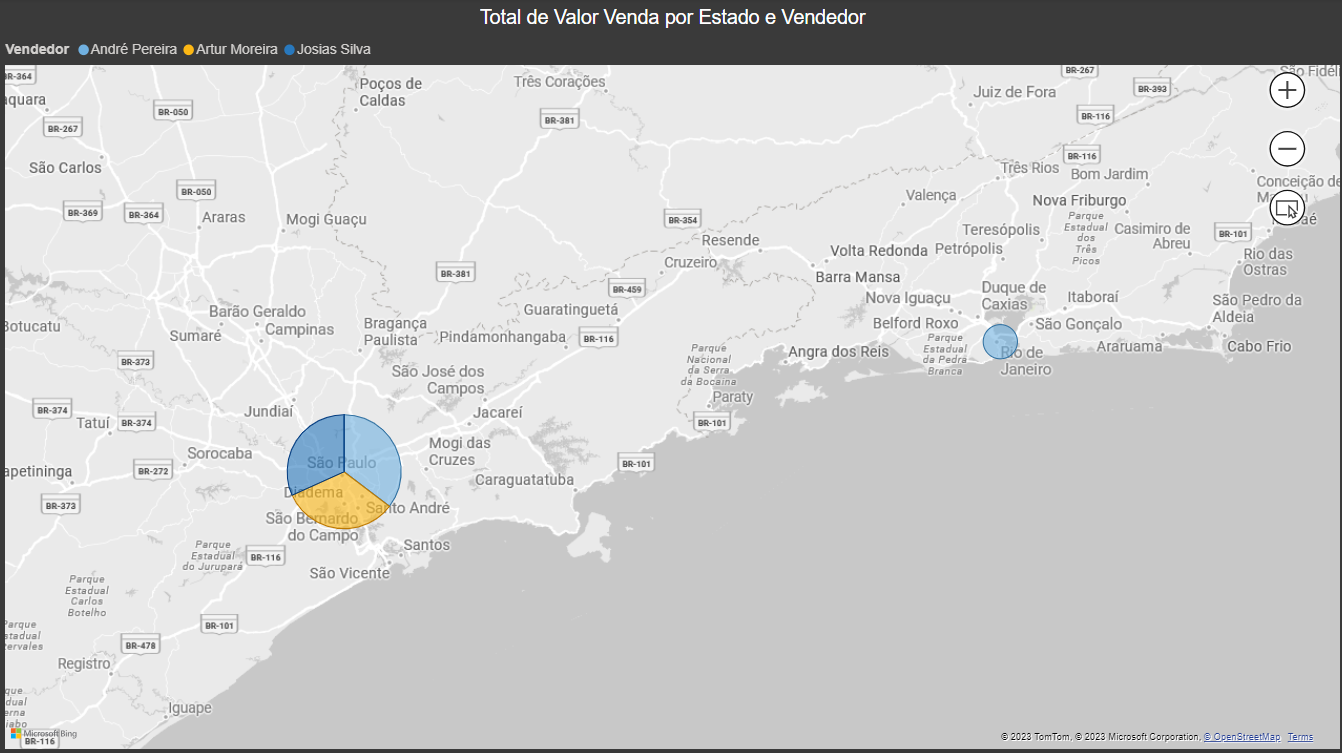 Total de Valor Venda por Estado e Vendedor
Vendedor André Pereira Artur Moreira Josias Silva
BR-364
Poços de
Caldas
Três Corações
BR-267
BR-393
Juiz de Fora
BR-050
BR-381
BR-116
BR-267
São Carlos
BR-116
Três Rios
Bom Jardim
BR-050
Valença
Nova Friburgo
Conceição de
BR-369
BR-364
Araras
Mogi Guaçu
BR-354
Parque
Estadual
dos
Três
Picos
Teresópolis
Casimiro de
Abreu
BR-101
Resende
Volta Redonda
Petrópolis
Rio das
Ostras
Cruzeiro
BR-381
Barra Mansa
BR-459
Duque de
Caxias
Nova Iguaçu
Itaboraí
São Pedro da
Aldeia
Barão Geraldo
Campinas
Guaratinguetá
Botucatu
Sumaré
Bragança
Paulista
Pindamonhangaba
BR-116
Belford Roxo
São Gonçalo
Parque
Estadual
da Pedra
Branca
Araruama
Cabo Frio
BR-373
Parque
Nacional
da Serra
da Bocaina
Angra dos Reis
Rio de
Janeiro
São José dos
Campos
Paraty
BR-374
Jundiaí
Jacareí
Tatuí
BR-374
BR-101
Sorocaba
Mogi das
Cruzes
São Paulo
BR-101
BR-272
Caraguatatuba
Diadema
BR-373
Santo André
São Bernardo
do Campo
Parque
Estadual
do Jurupará
BR-116
Santos
São Vicente
Parque
Estadual
Carlos
Botelho
BR-101
BR-478
Registro
Iguape
Microsoft Bing
BR-116
© 2023 TomTom, © 2023 Microsoft Corporation, © OpenStreetMap Terms